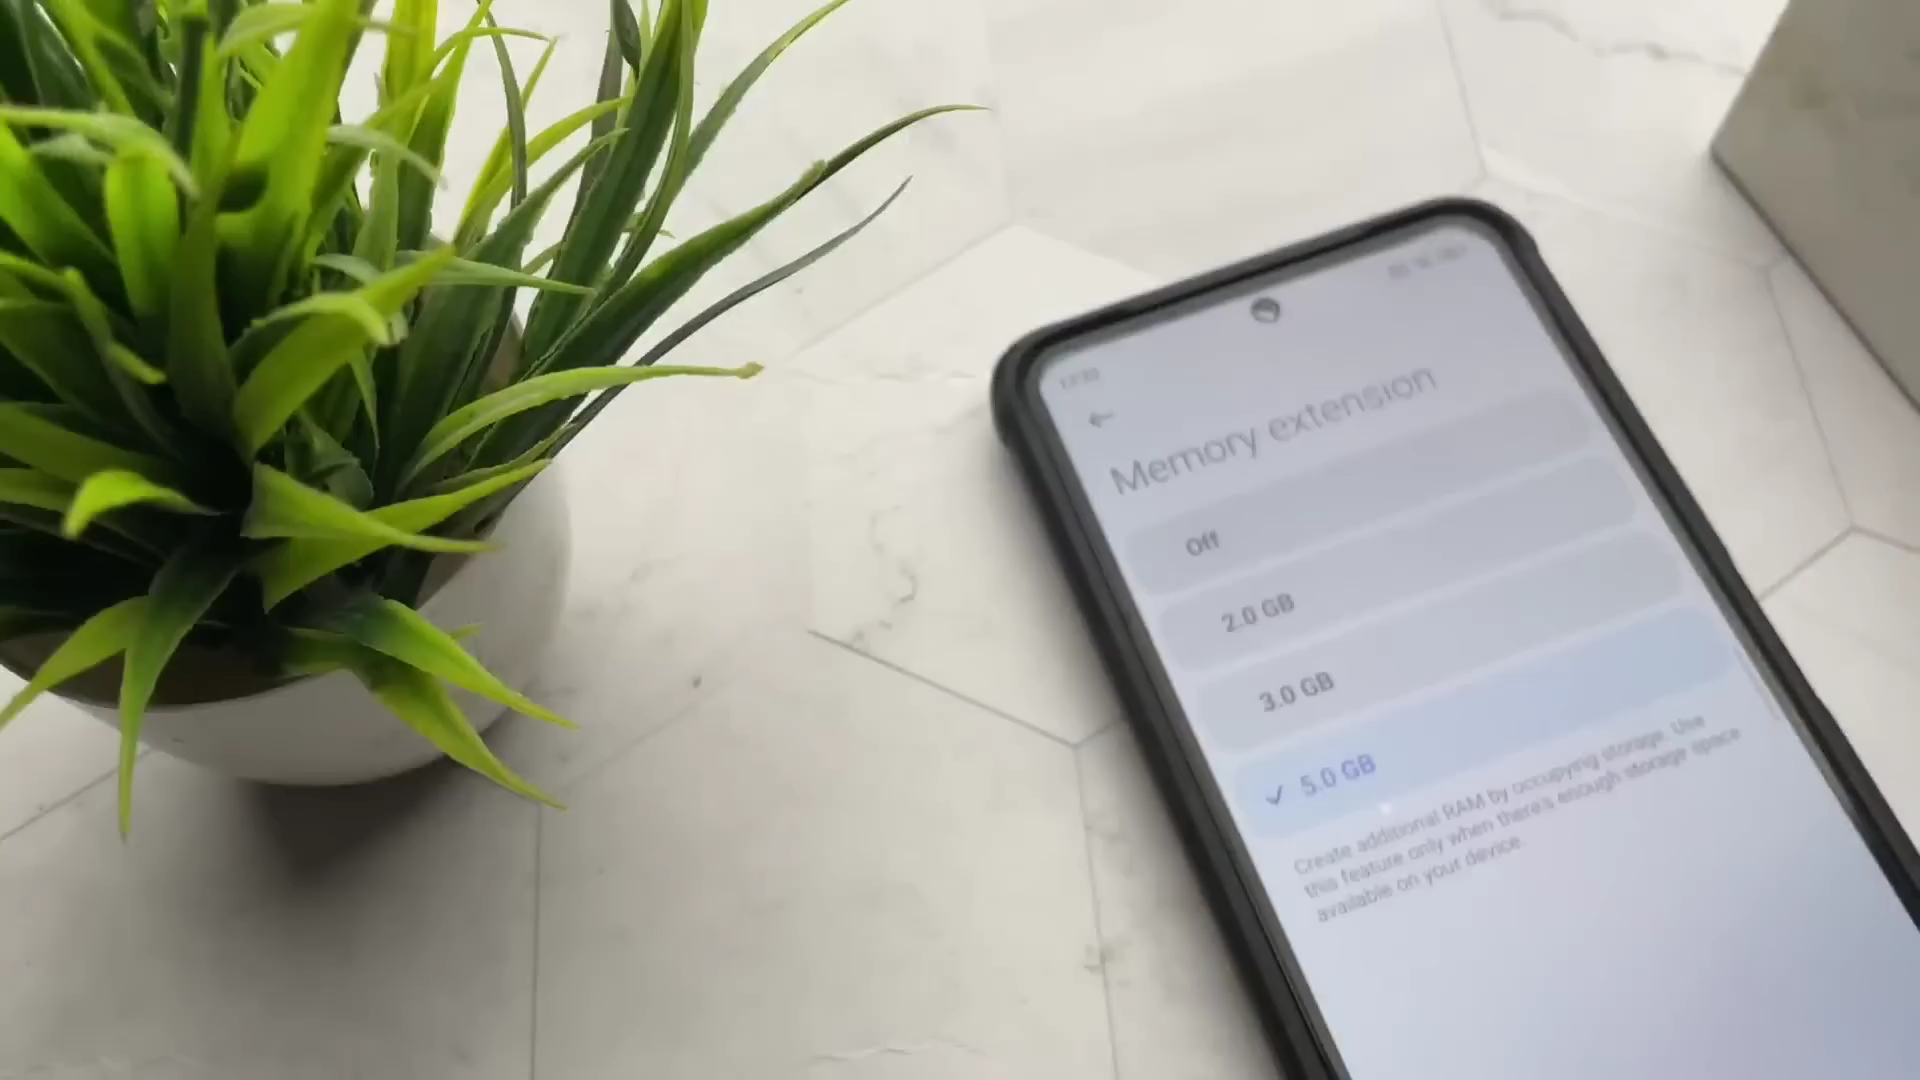 Memory extension
Off
2.0 GB
3.0 GB
5.0 GB
Create additional RAM by occupying storage. Use
this feature only when there's enough storage space
available on your device.